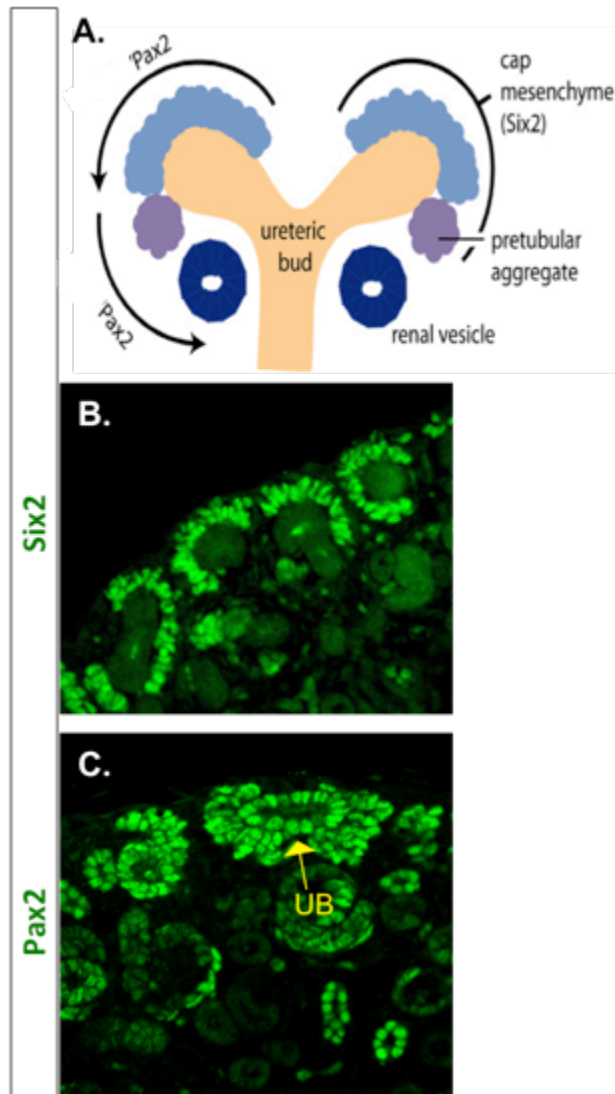 A.
'Pax2
cap
mesenchyme
(Six2)
ureteric
bud
pretubular
aggregate
'Pax2
renal vesicle
B.
Six2
C.
UB
Pax2